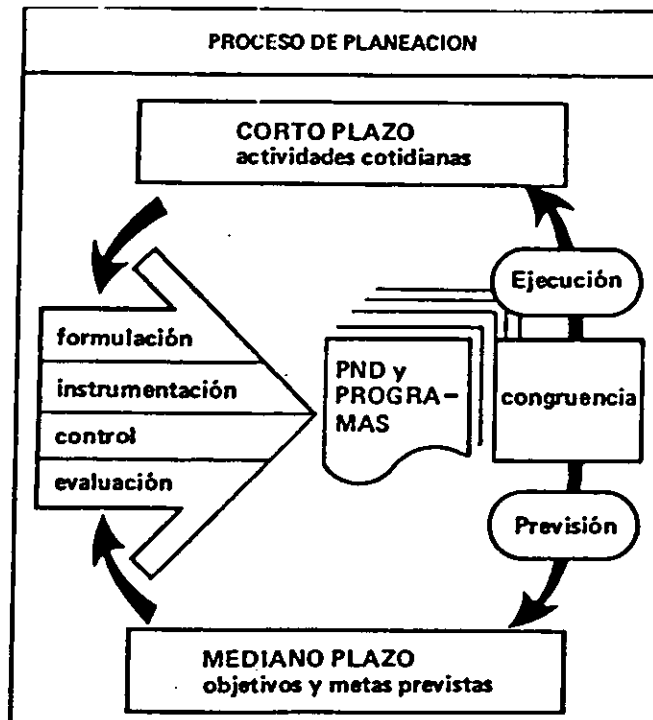 PROCESO DE PLANEACION
CORTO PLAZO
actividades cotidianas
Ejecución
formulación
instrumentación
control
evaluación
PND y
PROGRA-
MAS
congruencia
Previsión
MEDIANO PLAZO
objetivos y metas previstas